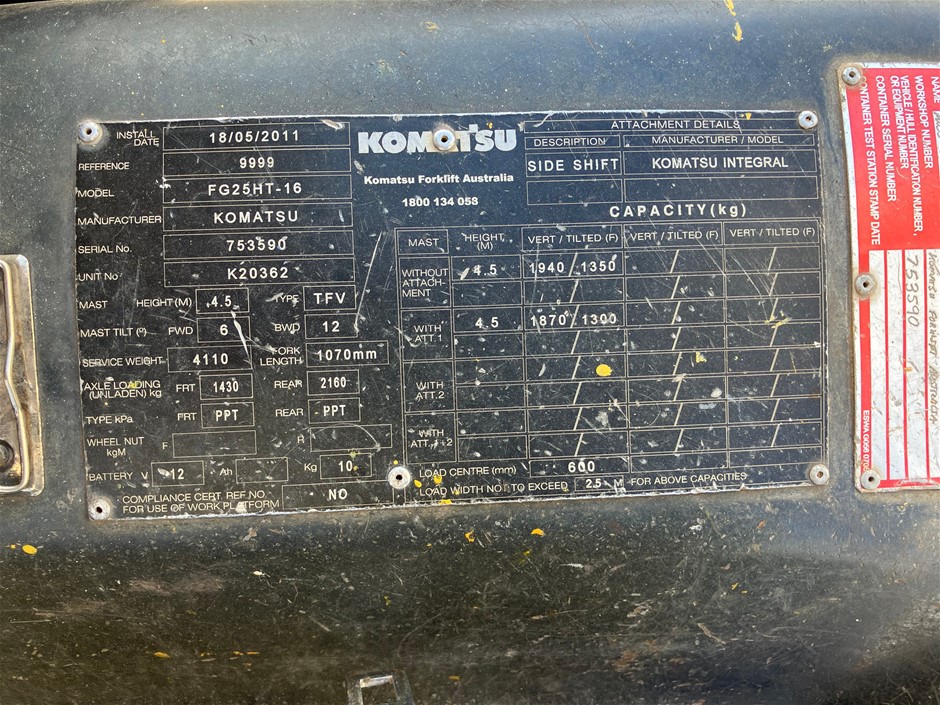 INSTALL DATE 18/05/2011
REFERENCE 9999
MODEL FG25HT-16
MANUFACTURER KOMATSU
SERIAL No. 753590
UNIT No K20362
MAST HEIGHT (M) 4.5 TYPE TFV
MAST TILT (º) FWD 6 BWD 12
SERVICE WEIGHT 4110 FORK LENGTH 1070mm
AXLE LOADING (UNLADEN) kg FRT 1430 REAR 2160
TYPE kPa FRT PPT REAR PPT
WHEEL NUT kgM F R
BATTERY V 12 Ah Kg 10
COMPLIANCE CERT. REF NO. FOR USE OF WORK PLATFORM NO
KOMATSU
Komatsu Forklift Australia
1800 134 058
ATTACHMENT DETAILS
DESCRIPTION MANUFACTURER / MODEL
SIDE SHIFT KOMATSU INTEGRAL
CAPACITY (kg)
MAST HEIGHT (M) VERT / TILTED (F) VERT / TILTED (F) VERT / TILTED (F)
WITHOUT ATTACH-MENT 4.5 1940 / 1350
WITH ATT.1 4.5 1870 / 1300
WITH ATT.2
WITH ATT.1+2
LOAD CENTRE (mm) 600
LOAD WIDTH NOT TO EXCEED 2.5 M FOR ABOVE CAPACITIES
NAME
WORKSHOP NUMBER
VEHICLE / HULL IDENTIFICATION NUMBER,
OR EQUIPMENT NUMBER
CONTAINER SERIAL NUMBER
CONTAINER TEST STATION STAMP DATE
KOMATSU FORKLIFT AUSTRALIA
753590